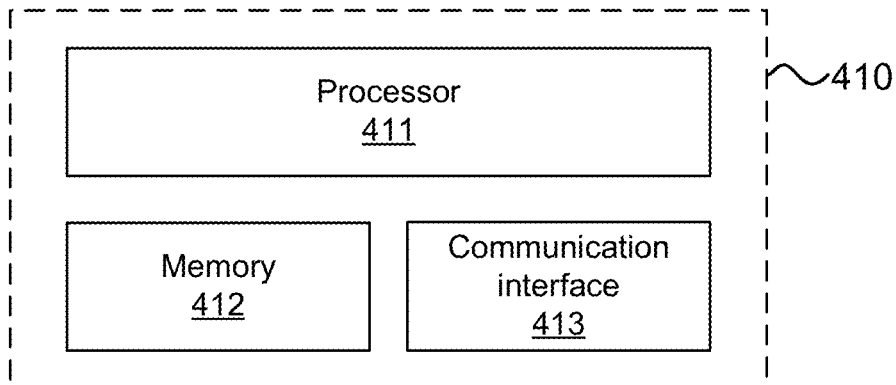 Processor
411
410
Memory
412
Communication
interface
413